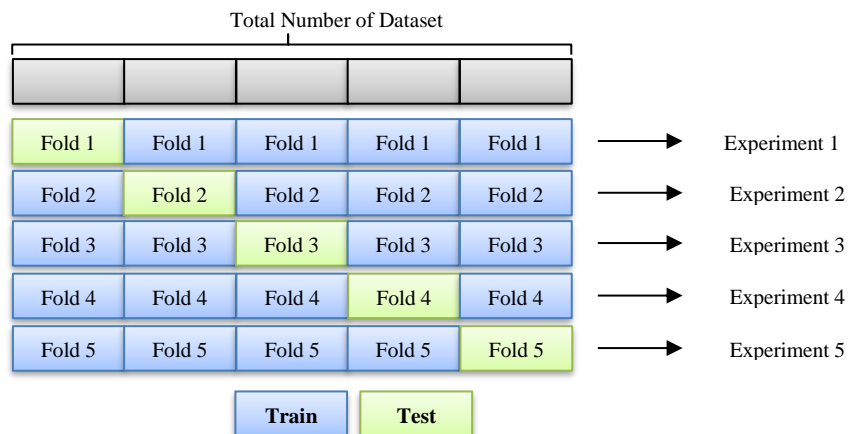 Total Number of Dataset
Fold 1 Fold 1 Fold 1 Fold 1 Fold 1 Experiment 1
Fold 2 Fold 2 Fold 2 Fold 2 Fold 2 Experiment 2
Fold 3 Fold 3 Fold 3 Fold 3 Fold 3 Experiment 3
Fold 4 Fold 4 Fold 4 Fold 4 Fold 4 Experiment 4
Fold 5 Fold 5 Fold 5 Fold 5 Fold 5 Experiment 5
Train Test